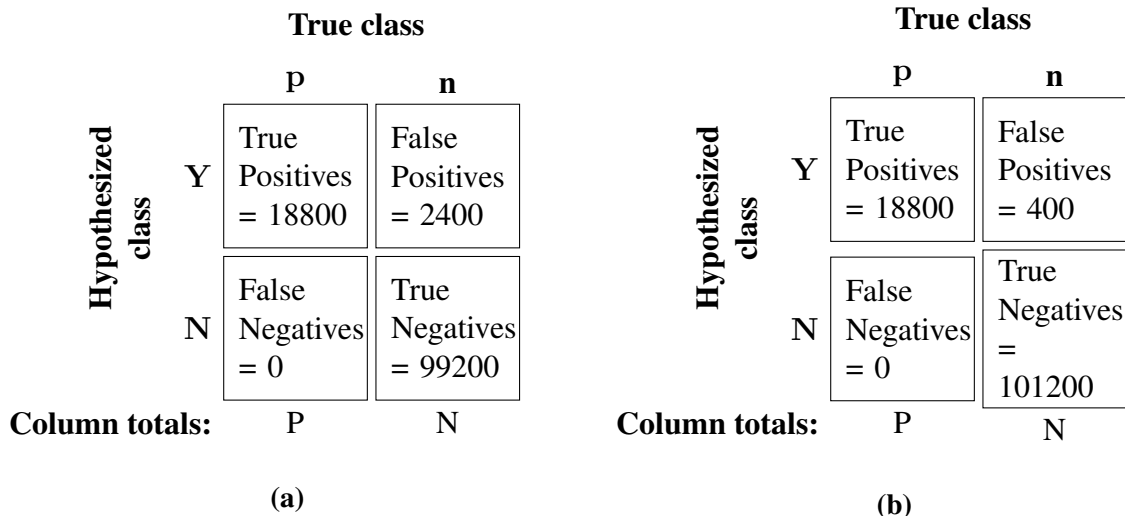 True class
p n
Hypothesized
class
Y
True
Positives
= 18800
False
Positives
= 2400
N
False
Negatives
= 0
True
Negatives
= 99200
Column totals: P N
(a)
True class
p n
Hypothesized
class
Y
True
Positives
= 18800
False
Positives
= 400
N
False
Negatives
= 0
True
Negatives
=
101200
Column totals: P N
(b)